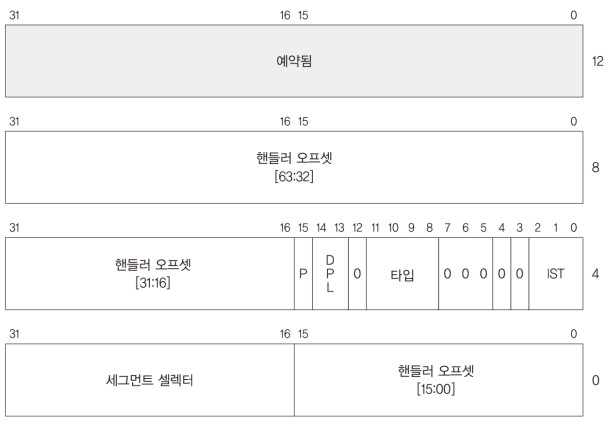 31 16 15 0
예약됨
12
31 16 15 0
핸들러 오프셋
[63:32]
8
31 16 15 14 13 12 11 10 9 8 7 6 5 4 3 2 1 0
핸들러 오프셋
[31:16]
P
D
P
L
0
타입
0 0 0 0 0
IST
4
31 16 15 0
세그먼트 셀렉터
핸들러 오프셋
[15:00]
0